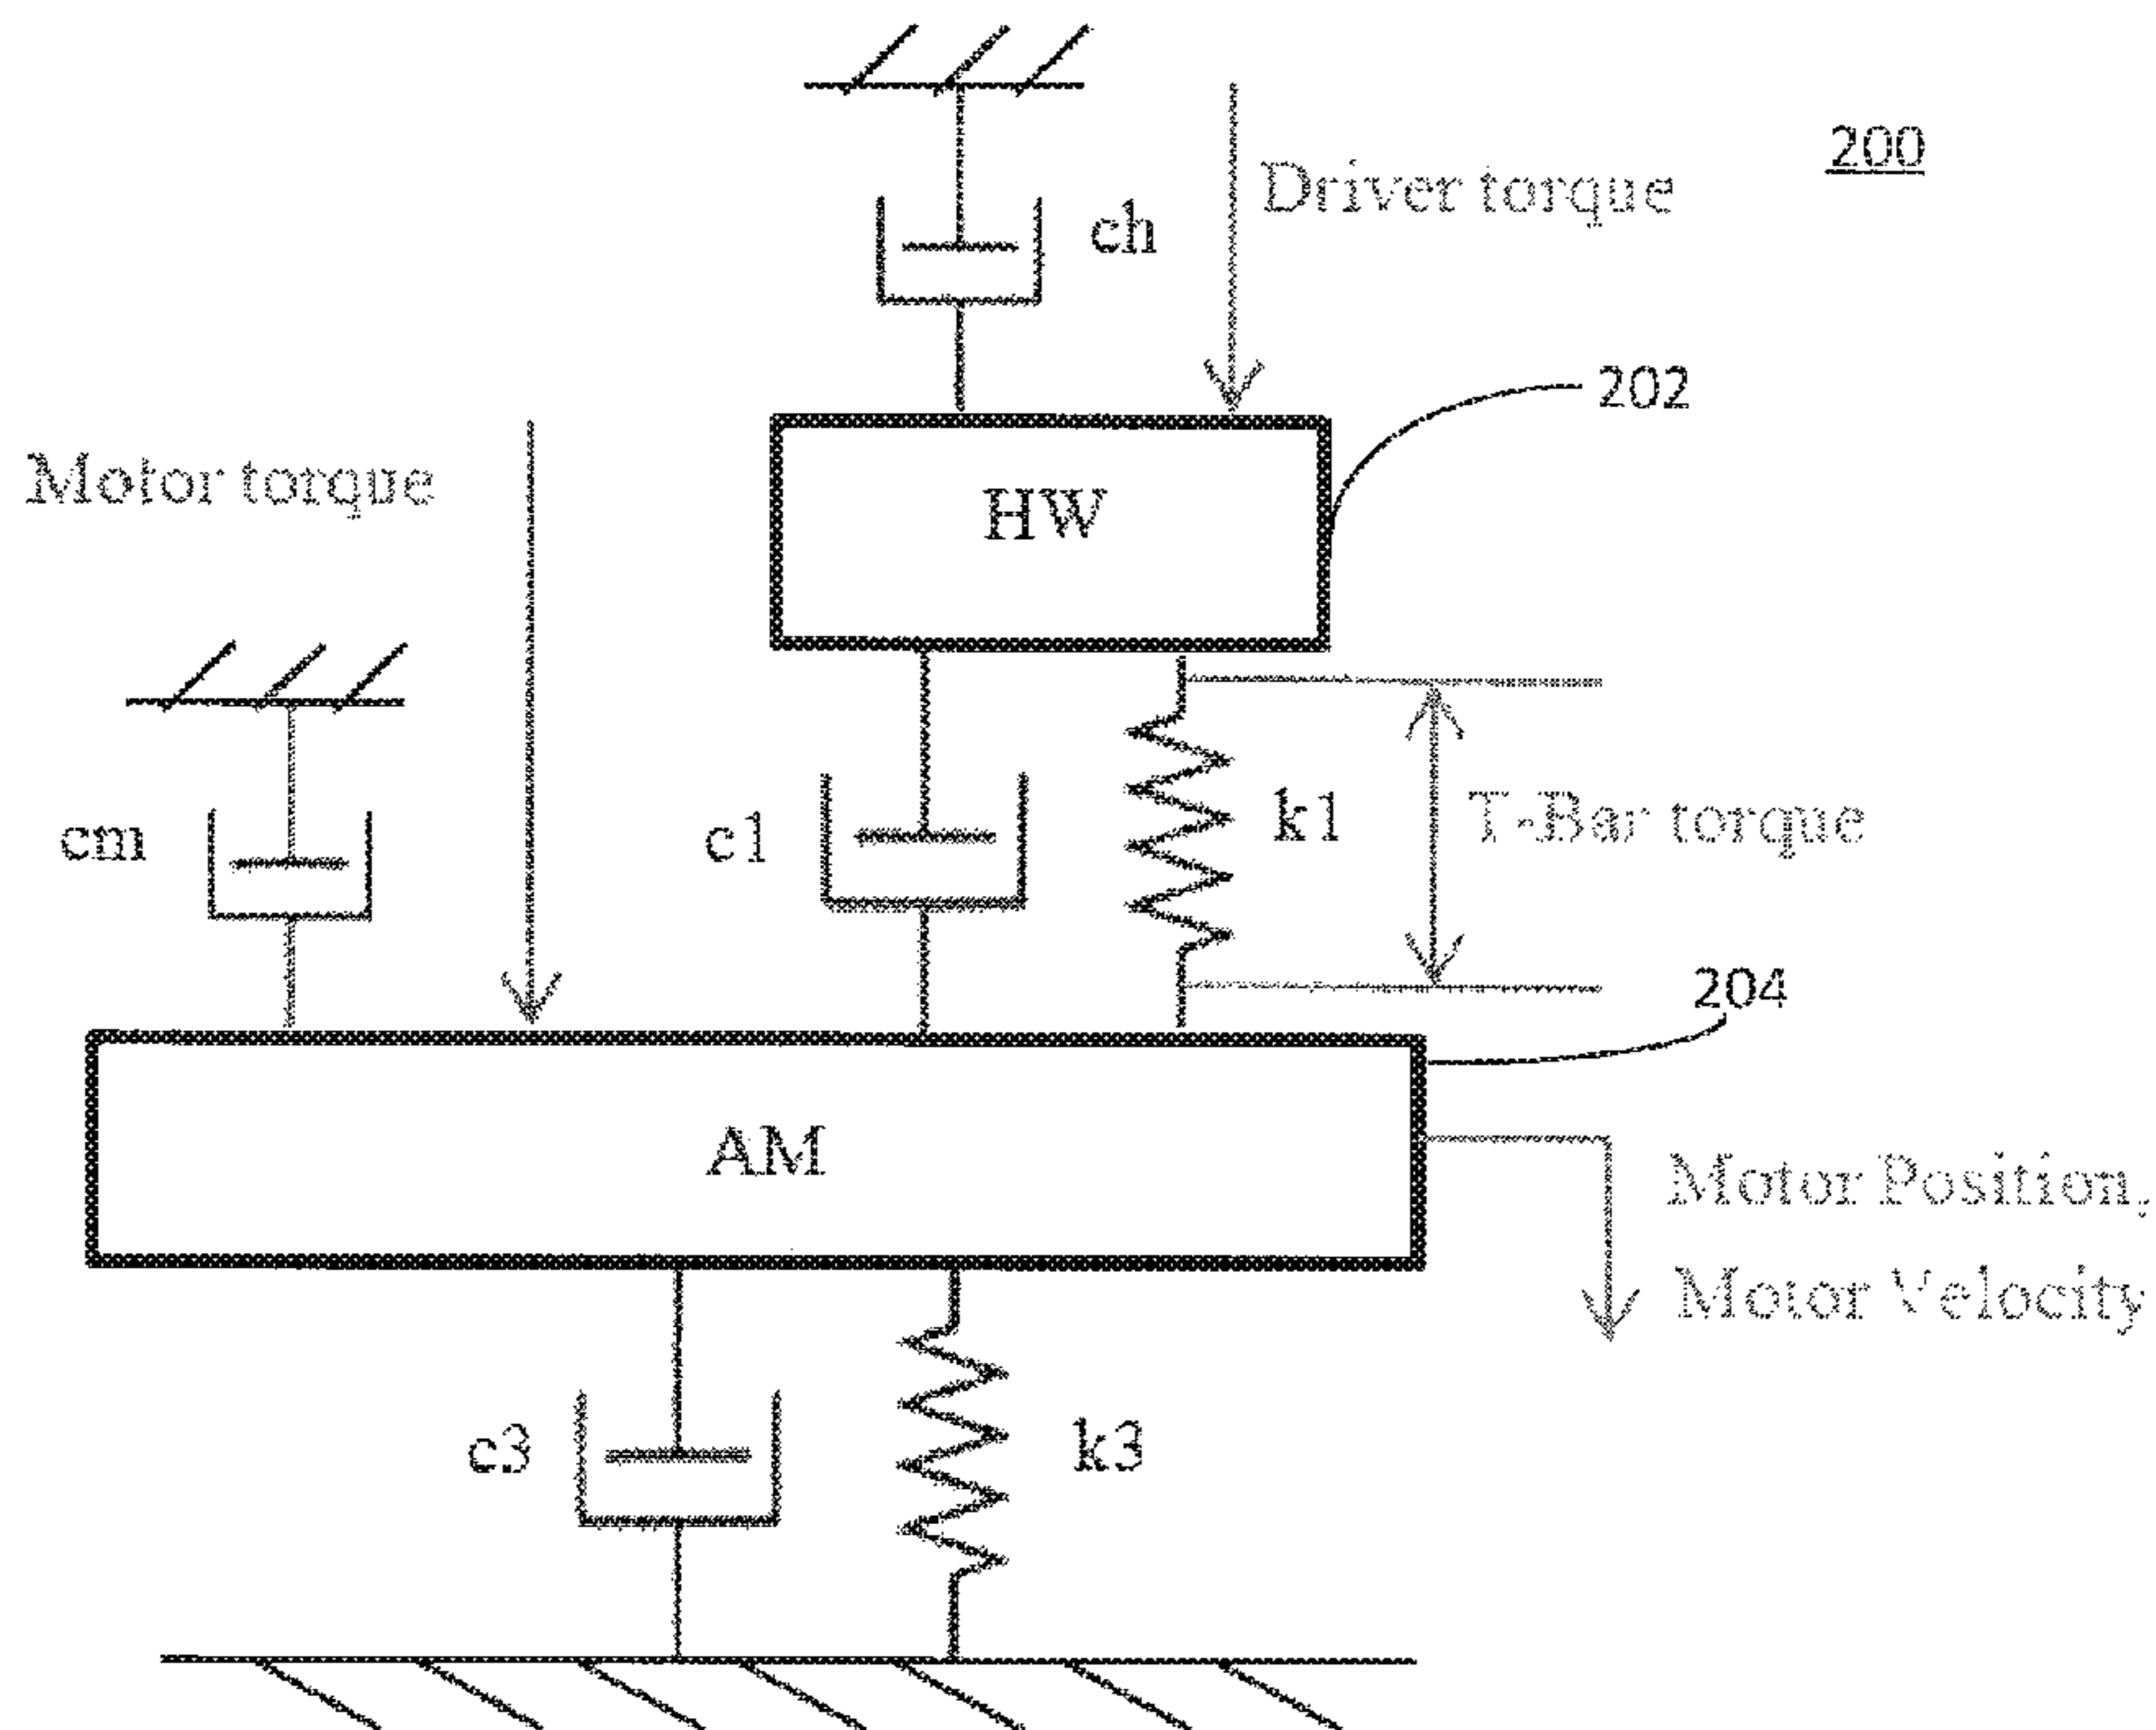 200
Driver torque
ch
202
HW
Motor torque
cm
c1
k1
T-Bar torque
204
AM
Motor Position,
Motor Velocity
c3
k3